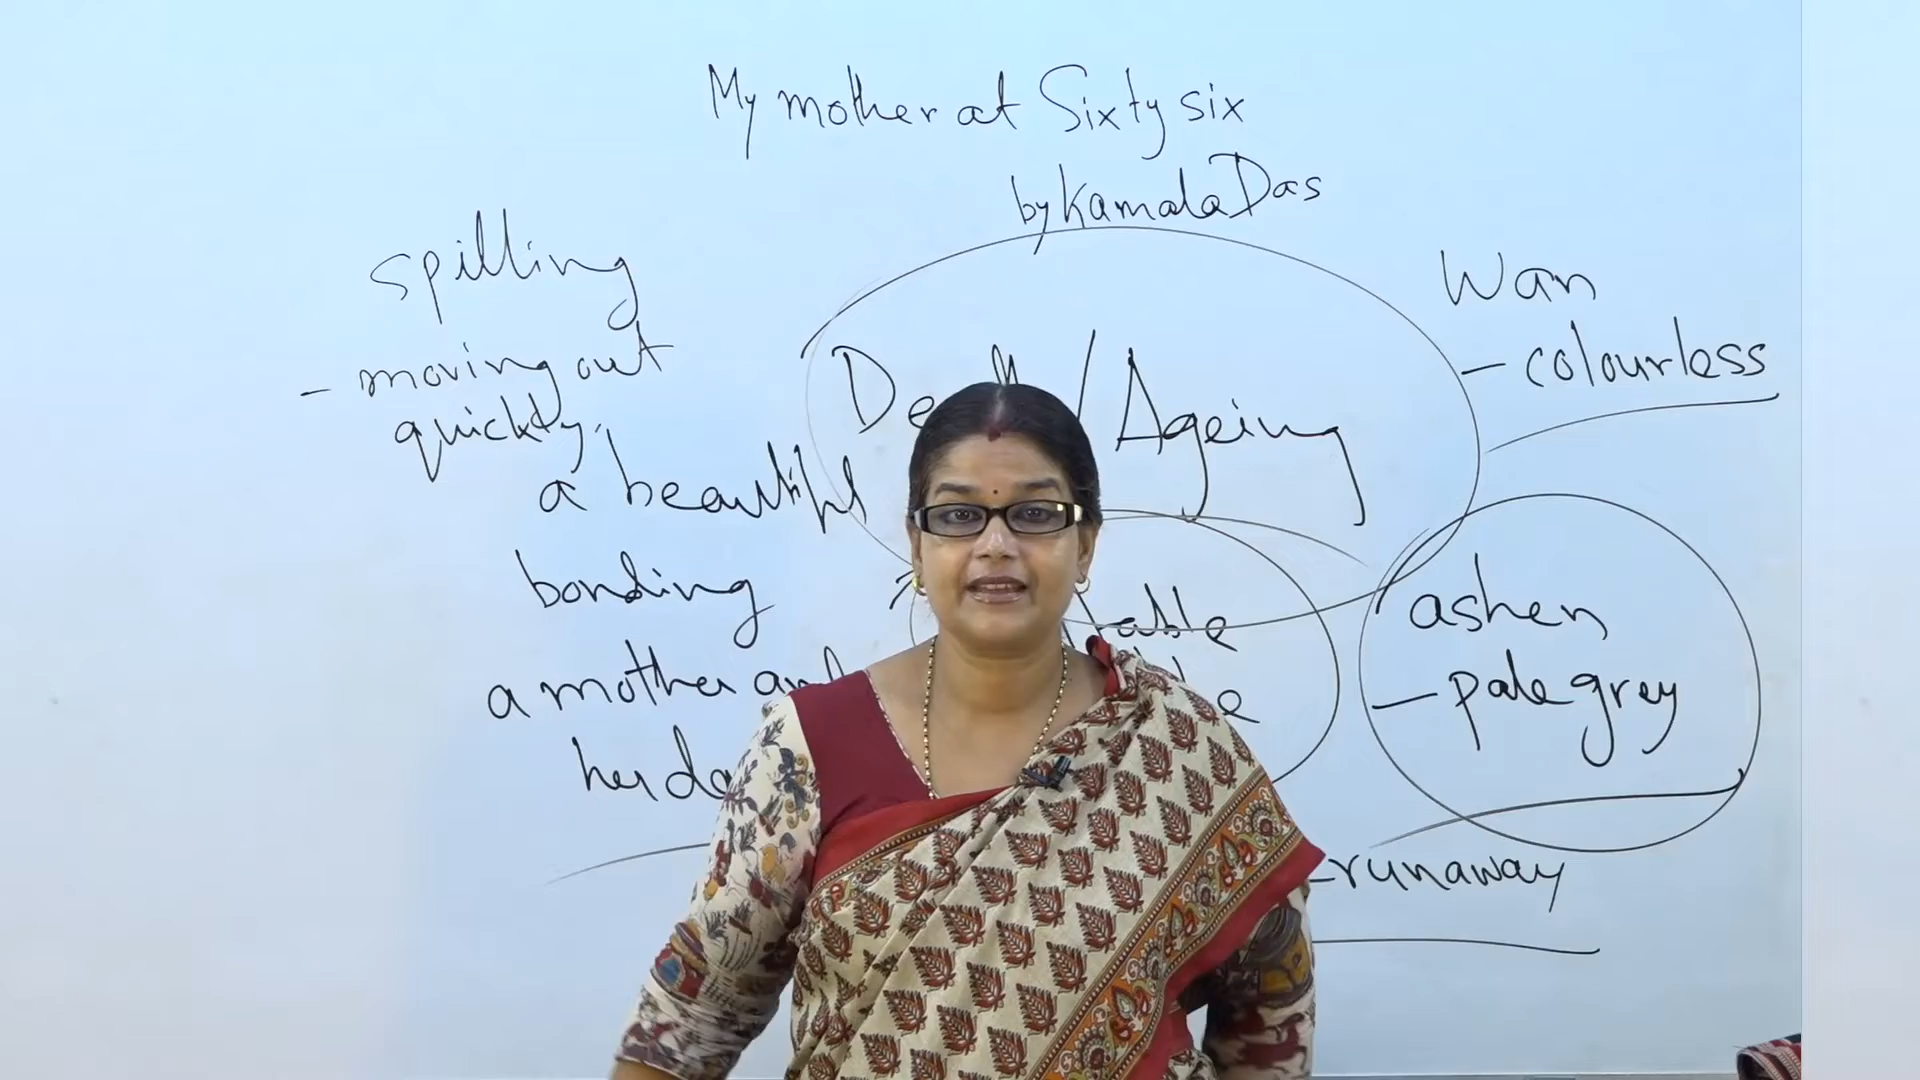 My mother at Sixty six
by Kamala Das
spilling
- moving out
quickly.
a beautiful
bonding
a mother and
her
/ Ageing
Wan
- colourless
ashen
- pale grey
- runaway